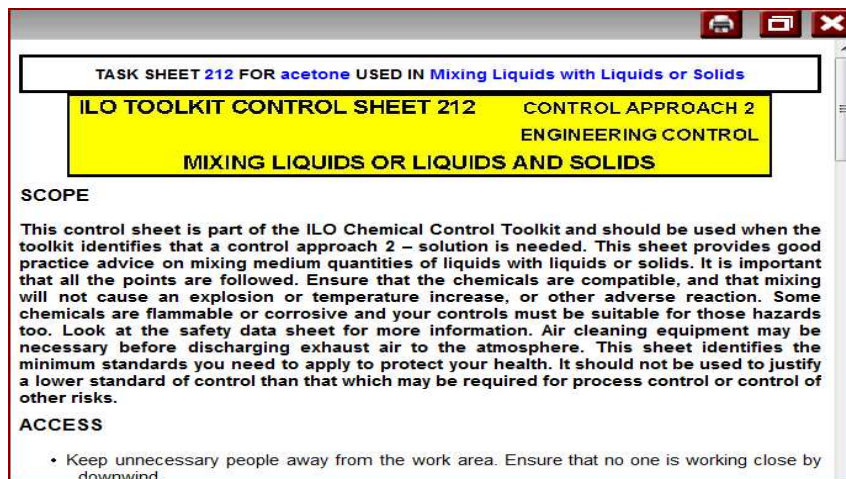 TASK SHEET 212 FOR acetone USED IN Mixing Liquids with Liquids or Solids
ILO TOOLKIT CONTROL SHEET 212 CONTROL APPROACH 2
ENGINEERING CONTROL
MIXING LIQUIDS OR LIQUIDS AND SOLIDS
SCOPE
This control sheet is part of the ILO Chemical Control Toolkit and should be used when the
toolkit identifies that a control approach 2 – solution is needed. This sheet provides good
practice advice on mixing medium quantities of liquids with liquids or solids. It is important
that all the points are followed. Ensure that the chemicals are compatible, and that mixing
will not cause an explosion or temperature increase, or other adverse reaction. Some
chemicals are flammable or corrosive and your controls must be suitable for those hazards
too. Look at the safety data sheet for more information. Air cleaning equipment may be
necessary before discharging exhaust air to the atmosphere. This sheet identifies the
minimum standards you need to apply to protect your health. It should not be used to justify
a lower standard of control than that which may be required for process control or control of
other risks.
ACCESS
• Keep unnecessary people away from the work area. Ensure that no one is working close by
downwind